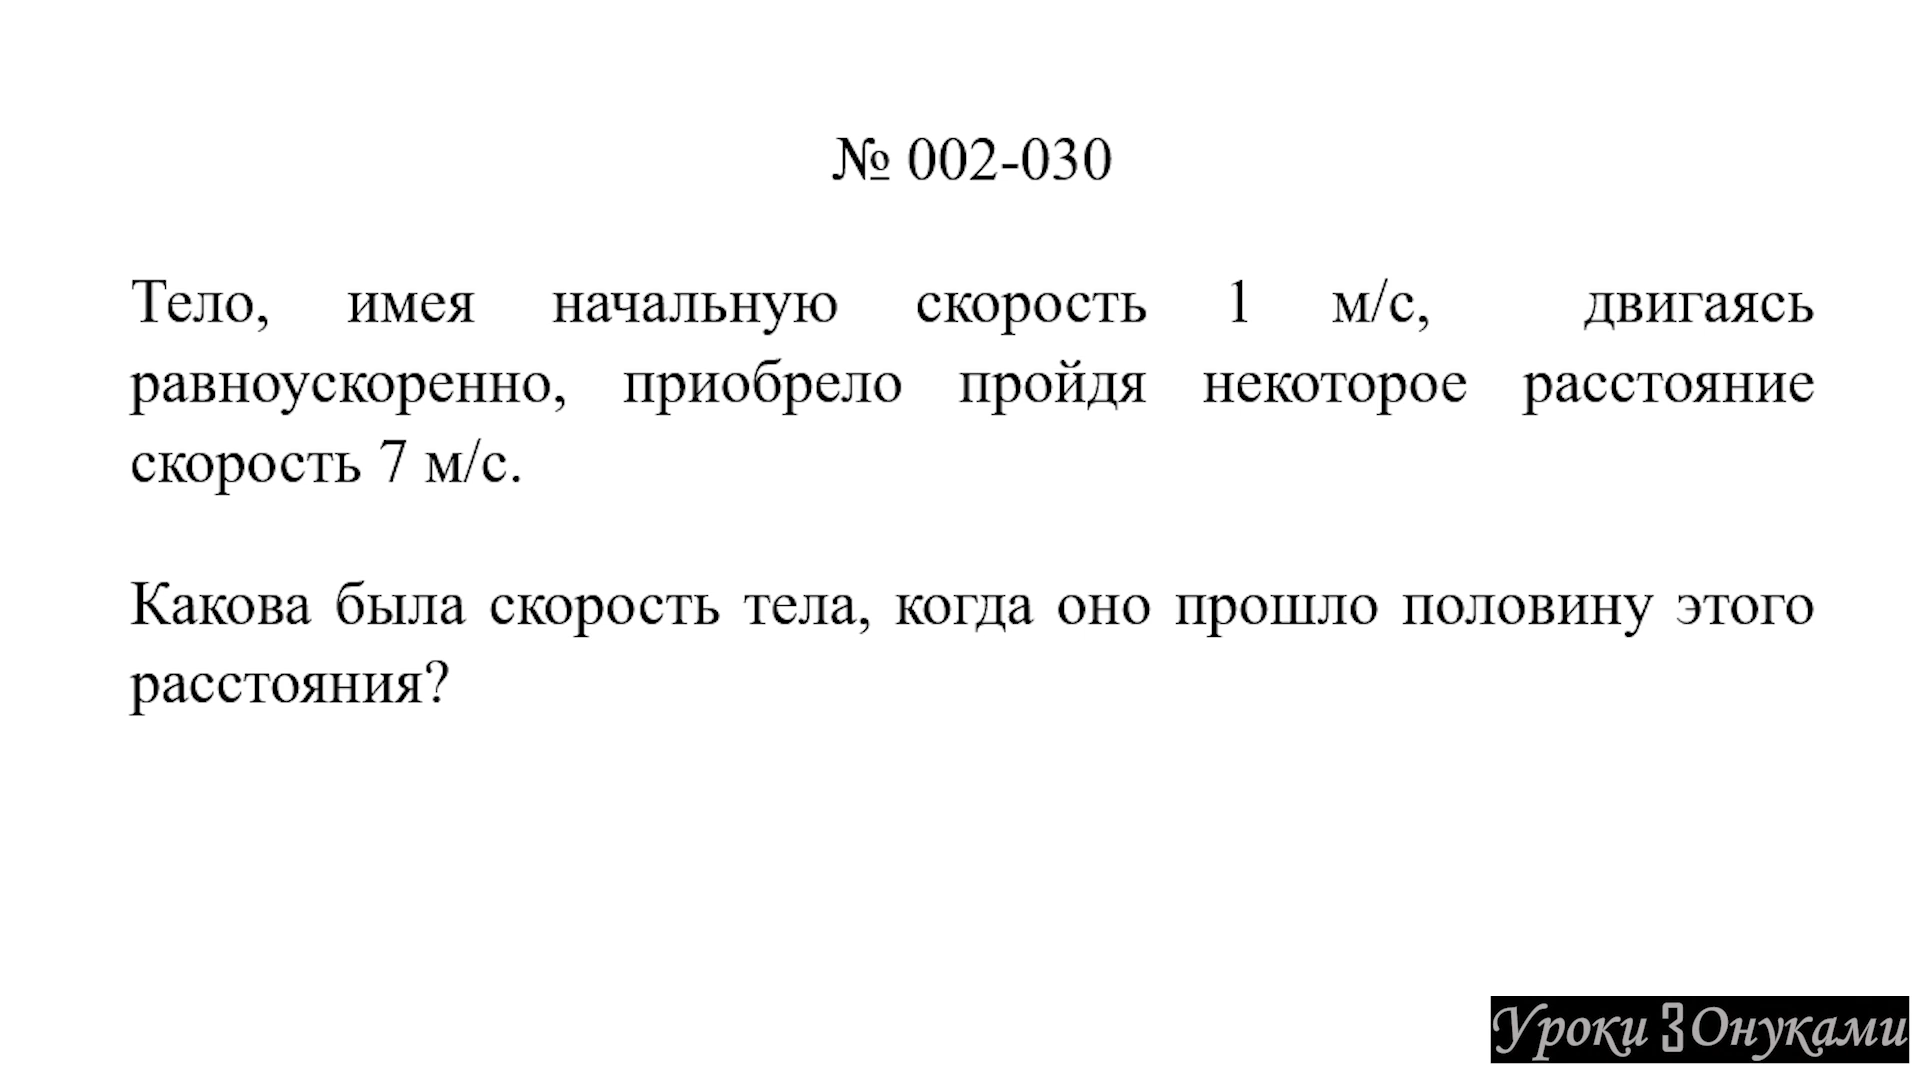 № 002-030
Тело, имея начальную скорость 1 м/с, двигаясь
равноускоренно, приобрело пройдя некоторое расстояние
скорость 7 м/с.
Какова была скорость тела, когда оно прошло половину этого
расстояния?
Уроки З Онуками